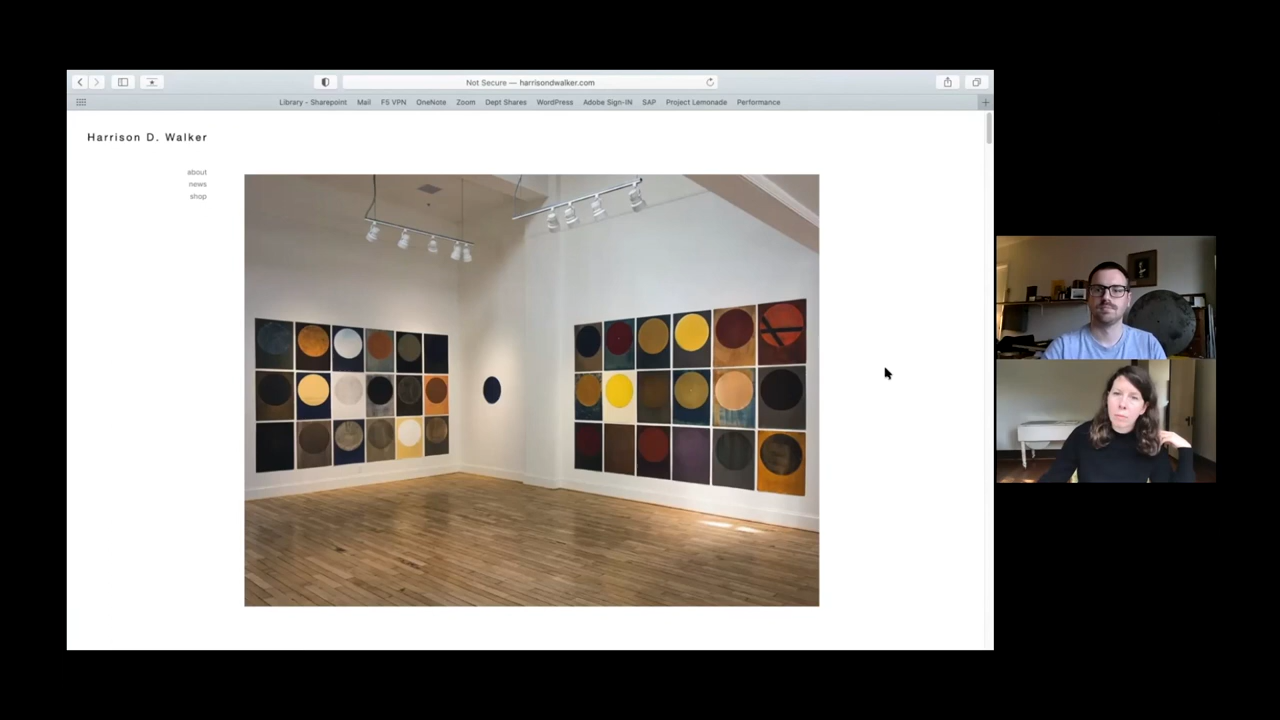 Not Secure — harrisondwalker.com
Library - Sharepoint Mail F5 VPN OneNote Zoom Dept Shares WordPress Adobe Sign-IN SAP Project Lemonade Performance
Harrison D. Walker
about
news
shop